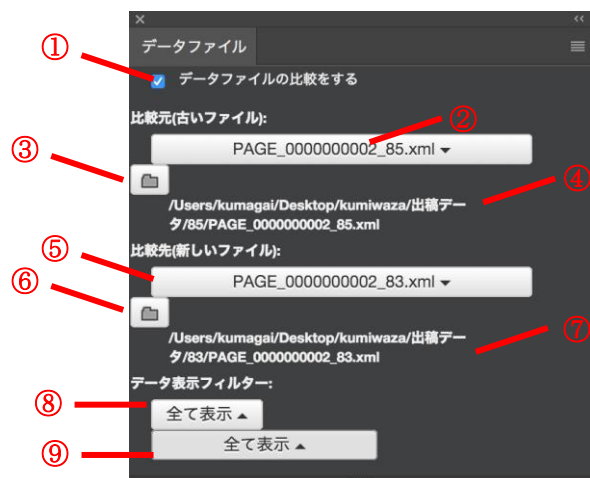 データファイル
① データファイルの比較をする
比較元(古いファイル):
② PAGE_0000000002_85.xml
③
④ /Users/kumagai/Desktop/kumiwaza/出稿デー
タ/85/PAGE_0000000002_85.xml
比較先(新しいファイル):
⑤ PAGE_0000000002_83.xml
⑥
⑦ /Users/kumagai/Desktop/kumiwaza/出稿デー
タ/83/PAGE_0000000002_83.xml
データ表示フィルター:
⑧ 全て表示
⑨ 全て表示